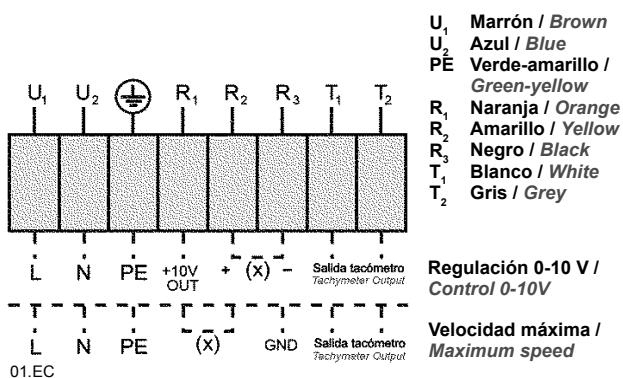 U1 Marrón / Brown
U2 Azul / Blue
PE Verde-amarillo /
Green-yellow
R1 Naranja / Orange
R2 Amarillo / Yellow
R3 Negro / Black
T1 Blanco / White
T2 Gris / Grey
U1 U2 R1 R2 R3 T1 T2
L N PE +10V OUT + (x) - Salida tacómetro
Tachymeter Output
Regulación 0-10 V /
Control 0-10V
L N PE (x) GND Salida tacómetro
Tachymeter Output
Velocidad máxima /
Maximum speed
01.EC